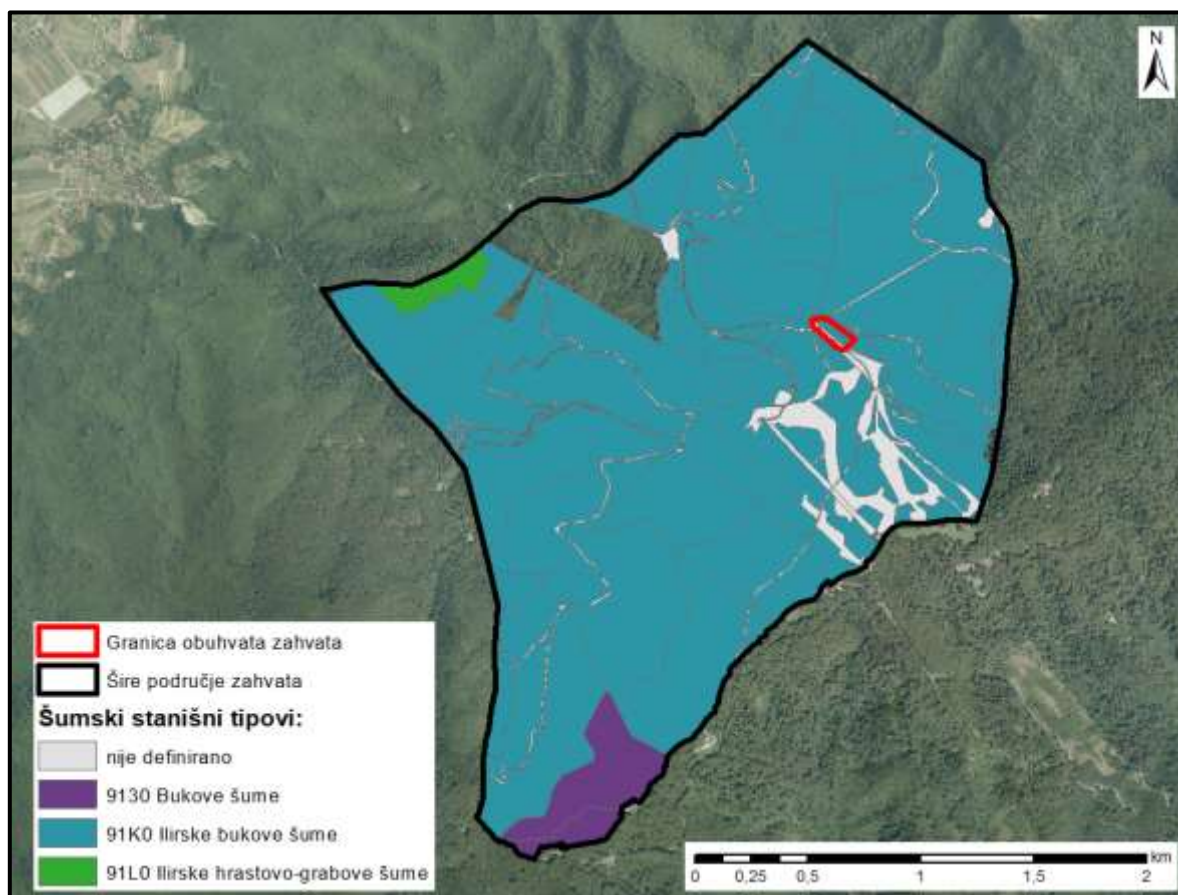 N
Granica obuhvata zahvata
Šire područje zahvata
Šumski stanišni tipovi:
nije definirano
9130 Bukove šume
91K0 Ilirske bukove šume
91L0 Ilirske hrastovo-grabove šume
km
0 0,25 0,5 1 1,5 2